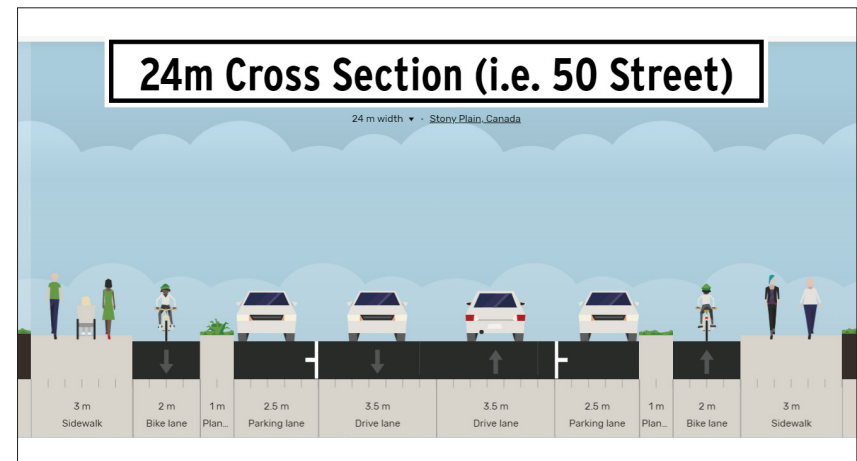 24m Cross Section (i.e. 50 Street)
24 m width ▾ · Stony Plain, Canada
3 m 2 m 1 m 2.5 m 3.5 m 3.5 m 2.5 m 1 m 2 m 3 m
Sidewalk Bike lane Plan... Parking lane Drive lane Drive lane Parking lane Plan... Bike lane Sidewalk